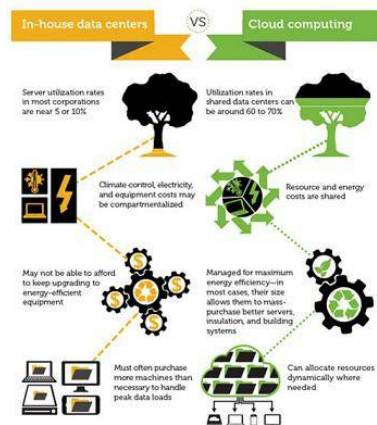 In-house data centers
VS
Cloud computing
Server utilization rates
in most corporations
are near 5 or 10%
Utilization rates in
shared data centers can
be around 60 to 70%
Climate control, electricity,
and equipment costs may
be compartmentalized
Resource and energy
costs are shared
May not be able to afford
to keep upgrading to
energy-efficient
equipment
Managed for maximum
energy efficiency—in
most cases, their size
allows them to mass-
purchase better servers,
insulation, and building
systems
Must often purchase
more machines than
necessary to handle
peak data loads
Can allocate resources
dynamically where
needed